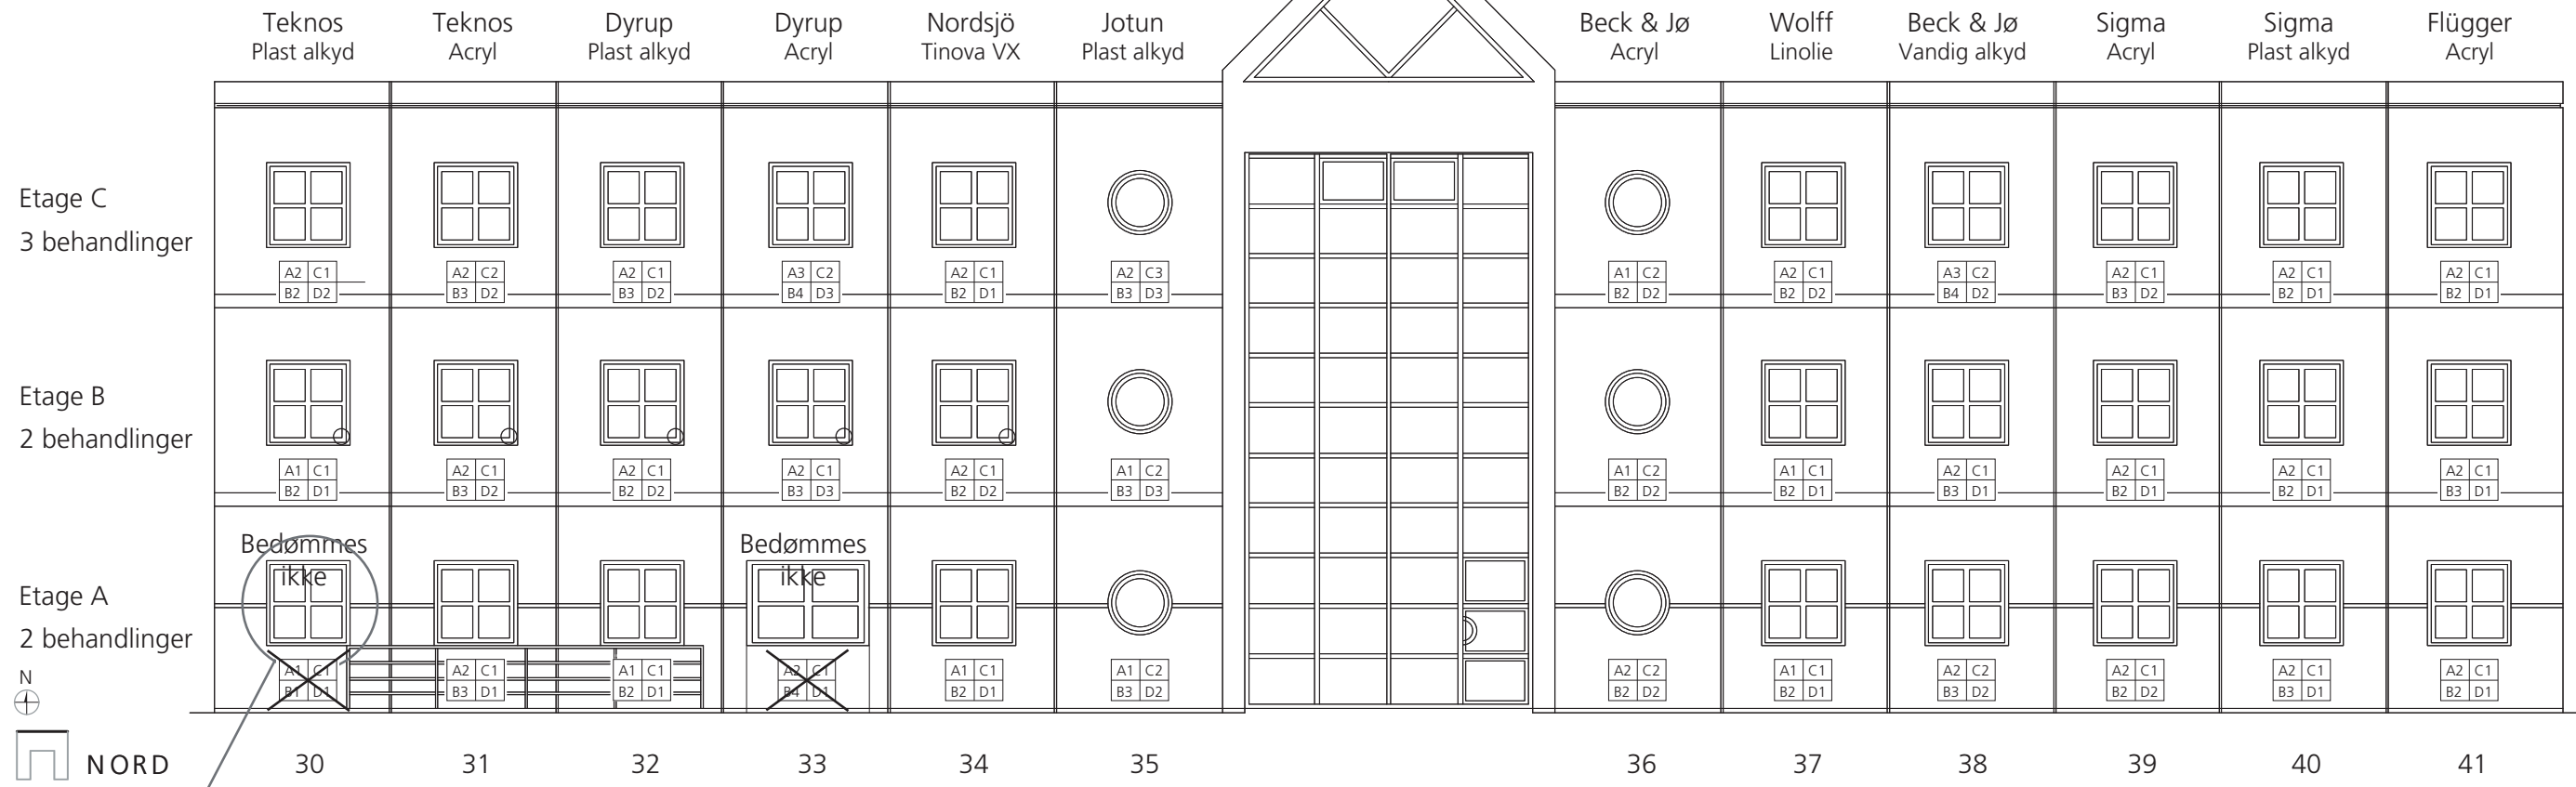 Teknos Teknos Dyrup Dyrup Nordsjö Jotun Beck & Jø Wolff Beck & Jø Sigma Sigma Flügger
Plast alkyd Acryl Plast alkyd Acryl Tinova VX Plast alkyd Acryl Linolie Vandig alkyd Acryl Plast alkyd Acryl
Etage C
3 behandlinger
A2 C1 A2 C2 A2 C1 A3 C2 A2 C1 A2 C3 A1 C2 A2 C1 A3 C2 A2 C1 A2 C1 A2 C1
B2 D2 B3 D2 B3 D2 B4 D3 B2 D1 B3 D3 B2 D2 B2 D2 B4 D2 B3 D2 B2 D1 B2 D1
Etage B
2 behandlinger
A1 C1 A2 C1 A2 C1 A2 C1 A2 C1 A1 C2 A1 C2 A1 C1 A2 C1 A2 C1 A2 C1 A2 C1
B2 D1 B3 D2 B2 D2 B3 D3 B2 D2 B3 D3 B2 D2 B2 D1 B3 D1 B2 D1 B2 D1 B3 D1
Bedømmes Bedømmes
ikke ikke
Etage A
2 behandlinger
A1 C1 A2 C1 A1 C1 A2 C1 A1 C1 A1 C2 A2 C2 A1 C1 A2 C2 A2 C1 A2 C1 A2 C1
B1 D1 B3 D1 B2 D1 B4 D1 B2 D1 B3 D2 B2 D2 B2 D1 B3 D2 B2 D2 B3 D1 B2 D1
N
NORD 30 31 32 33 34 35 36 37 38 39 40 41